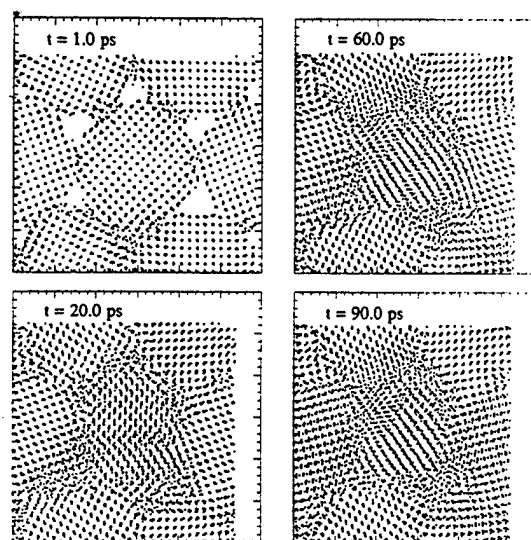 t = 1.0 ps
t = 60.0 ps
t = 20.0 ps
t = 90.0 ps